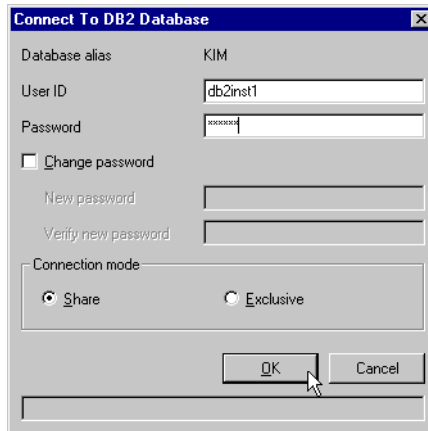 Connect To DB2 Database
Database alias KIM
User ID db2inst1
Password ******
Change password
New password
Verify new password
Connection mode
Share Exclusive
OK Cancel